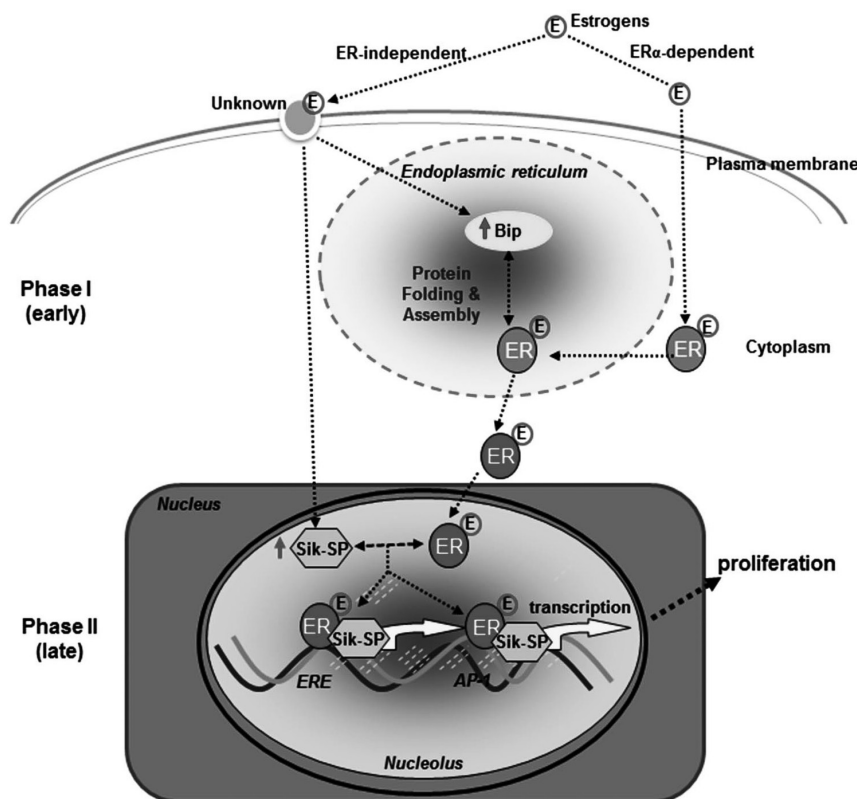 E Estrogens
ER-independent
ERα-dependent
Unknown E
E
Plasma membrane
Endoplasmic reticulum
Bip
Phase I
(early)
Protein
Folding &
Assembly
E
ER
E
ER
Cytoplasm
E
ER
Nucleus
E
Sik-SP
ER
proliferation
Phase II
(late)
E
ER
Sik-SP
E
ER
Sik-SP
transcription
ERE
AP-1
Nucleolus